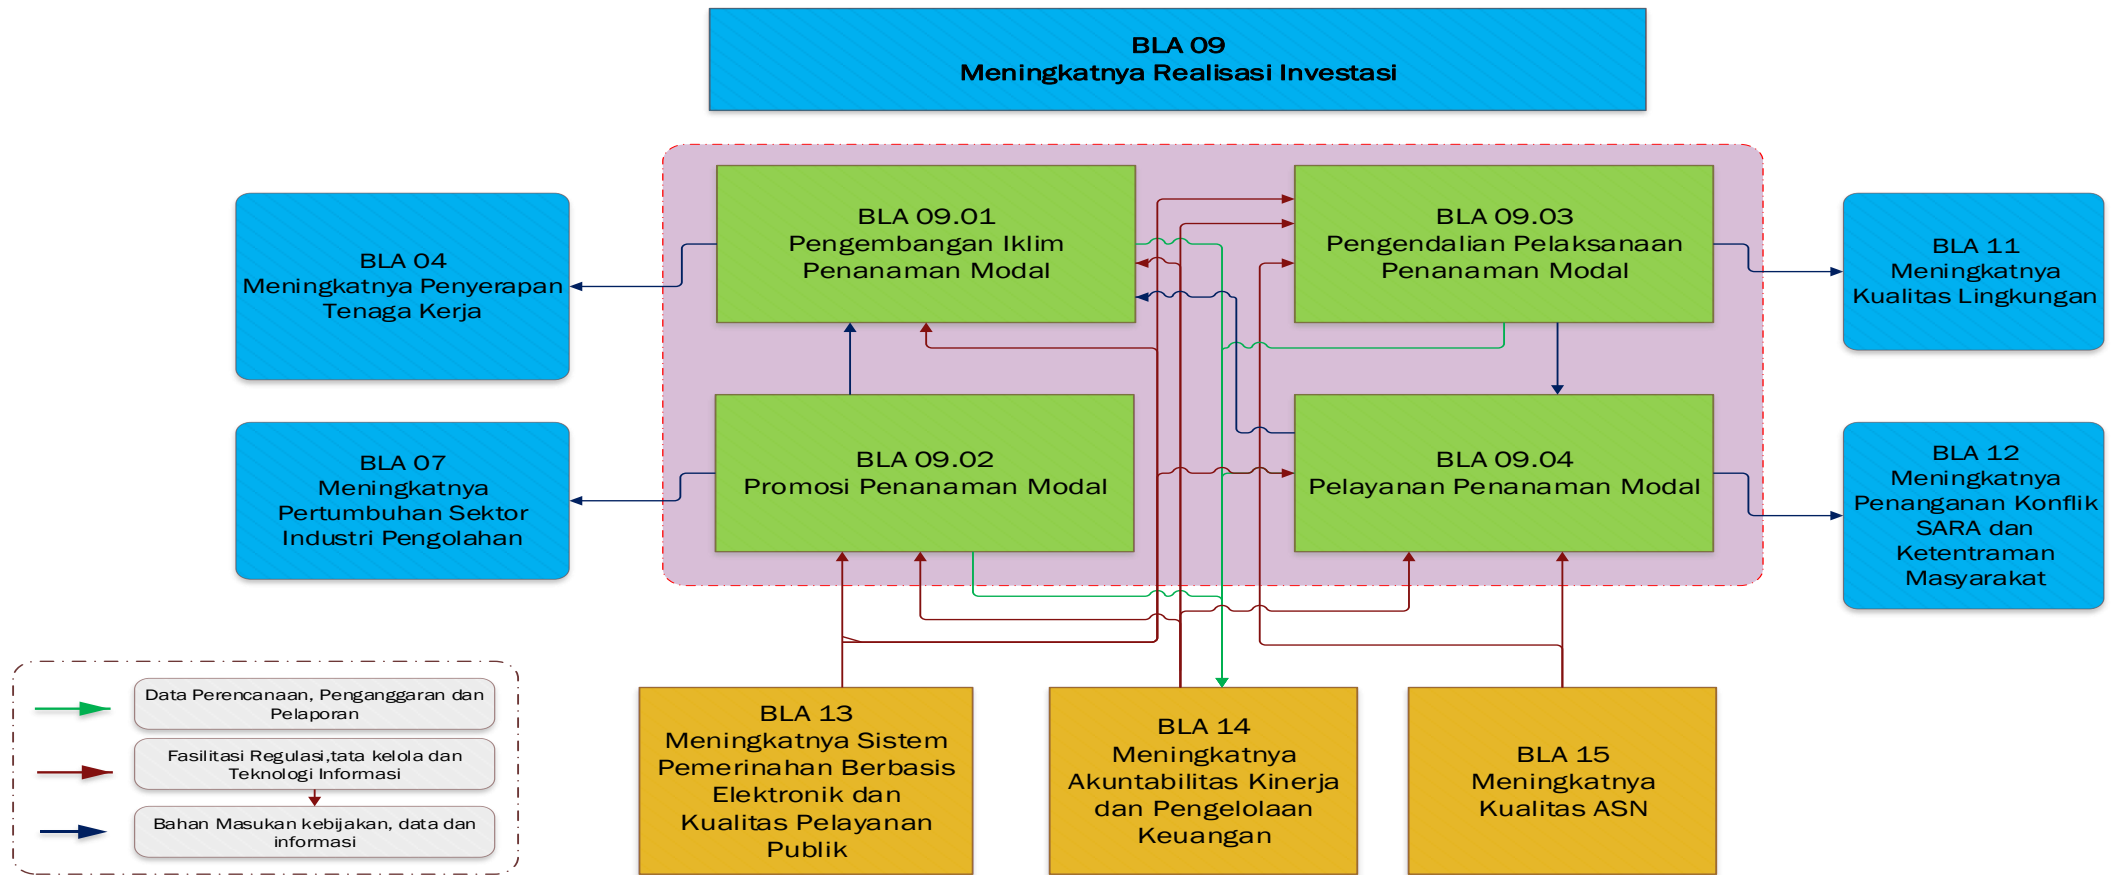 BLA 09
Meningkatnya Realisasi Investasi
BLA 04
Meningkatnya Penyerapan
Tenaga Kerja
BLA 09.01
Pengembangan Iklim
Penanaman Modal
BLA 09.03
Pengendalian Pelaksanaan
Penanaman Modal
BLA 11
Meningkatnya
Kualitas Lingkungan
BLA 07
Meningkatnya
Pertumbuhan Sektor
Industri Pengolahan
BLA 09.02
Promosi Penanaman Modal
BLA 09.04
Pelayanan Penanaman Modal
BLA 12
Meningkatnya
Penanganan Konflik
SARA dan
Ketentraman
Masyarakat
Data Perencanaan, Penganggaran dan
Pelaporan
Fasilitasi Regulasi,tata kelola dan
Teknologi Informasi
Bahan Masukan kebijakan, data dan
informasi
BLA 13
Meningkatnya Sistem
Pemerinahan Berbasis
Elektronik dan
Kualitas Pelayanan
Publik
BLA 14
Meningkatnya
Akuntabilitas Kinerja
dan Pengelolaan
Keuangan
BLA 15
Meningkatnya
Kualitas ASN